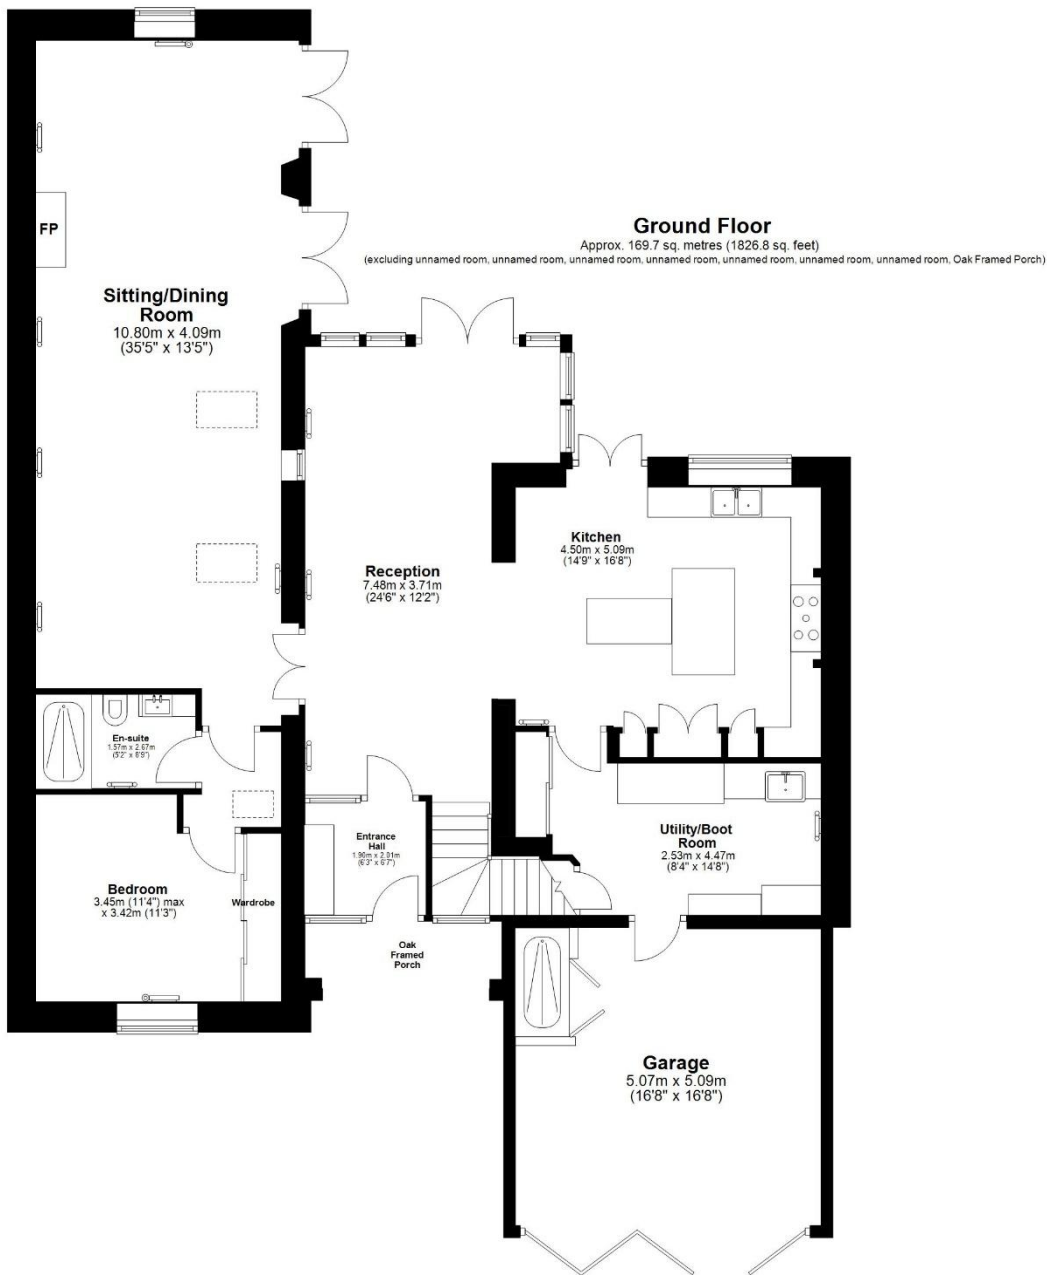 Ground Floor
Approx. 169.7 sq. metres (1826.8 sq. feet)
(excluding unnamed room, unnamed room, unnamed room, unnamed room, unnamed room, unnamed room, unnamed room, Oak Framed Porch)
FP
Sitting/Dining
Room
10.80m x 4.09m
(35'5" x 13'5")
Reception
7.48m x 3.71m
(24'6" x 12'2")
Kitchen
4.50m x 5.09m
(14'9" x 16'8")
En-suite
1.57m x 2.67m
(5'2" x 8'9")
Entrance
Hall
1.90m x 2.01m
(6'3" x 6'7")
Utility/Boot
Room
2.53m x 4.47m
(8'4" x 14'8")
Bedroom
3.45m (11'4") max
x 3.42m (11'3")
Wardrobe
Oak
Framed
Porch
Garage
5.07m x 5.09m
(16'8" x 16'8")